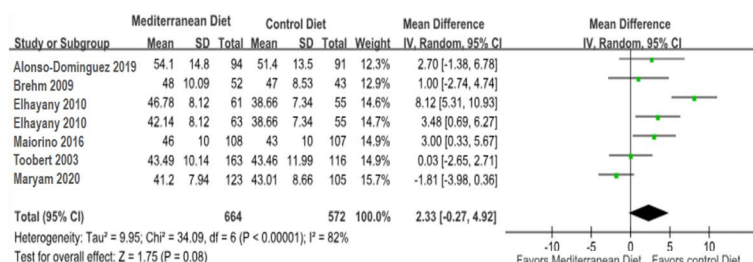 Mediterranean Diet Control Diet Mean Difference Mean Difference
Study or Subgroup Mean SD Total Mean SD Total Weight IV, Random, 95% CI IV, Random, 95% CI
Alonso-Dominguez 2019 54.1 14.8 94 51.4 13.5 91 12.3% 2.70 [-1.38, 6.78]
Brehm 2009 48 10.09 52 47 8.53 43 13.0% 1.00 [-2.74, 4.74]
Elhayany 2010 46.78 8.12 61 38.66 7.34 55 14.7% 8.12 [5.31, 10.93]
Elhayany 2010 42.14 8.12 63 38.66 7.34 55 14.8% 3.48 [0.69, 6.27]
Maiorino 2016 46 10 108 43 10 107 14.9% 3.00 [0.33, 5.67]
Toobert 2003 43.49 10.14 163 43.46 11.99 116 14.9% 0.03 [-2.65, 2.71]
Maryam 2020 41.2 7.94 123 43.01 8.66 105 15.7% -1.81 [-3.98, 0.36]
Total (95% CI) 664 572 100.0% 2.33 [-0.27, 4.92]
Heterogeneity: Tau² = 9.95; Chi² = 34.09, df = 6 (P < 0.00001); I² = 82%
Test for overall effect: Z = 1.75 (P = 0.08)
-10 -5 0 5 10
Favors Mediterranean Diet Favors control Diet